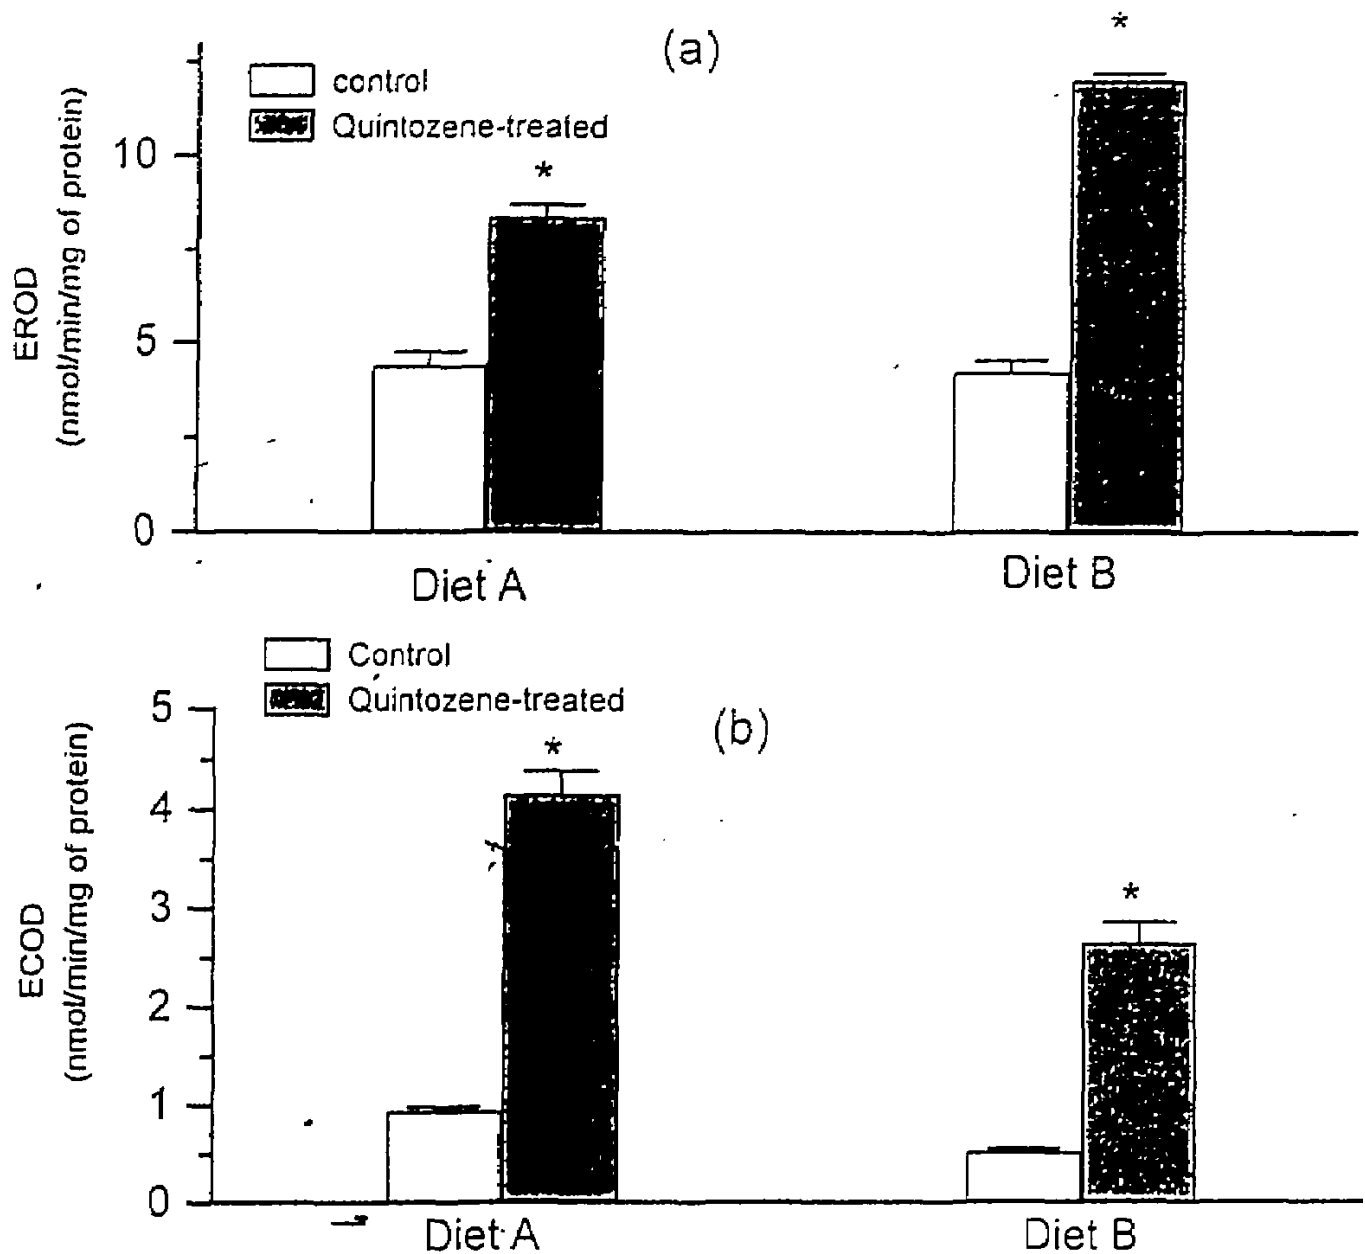 (a)
*
control
Quintozene-treated
*
10
5
0
EROD
(nmol/min/mg of protein)
Diet A
Diet B
Control
Quintozene-treated
(b)
*
*
5
4
3
2
1
0
ECOD
(nmol/min/mg of protein)
Diet A
Diet B